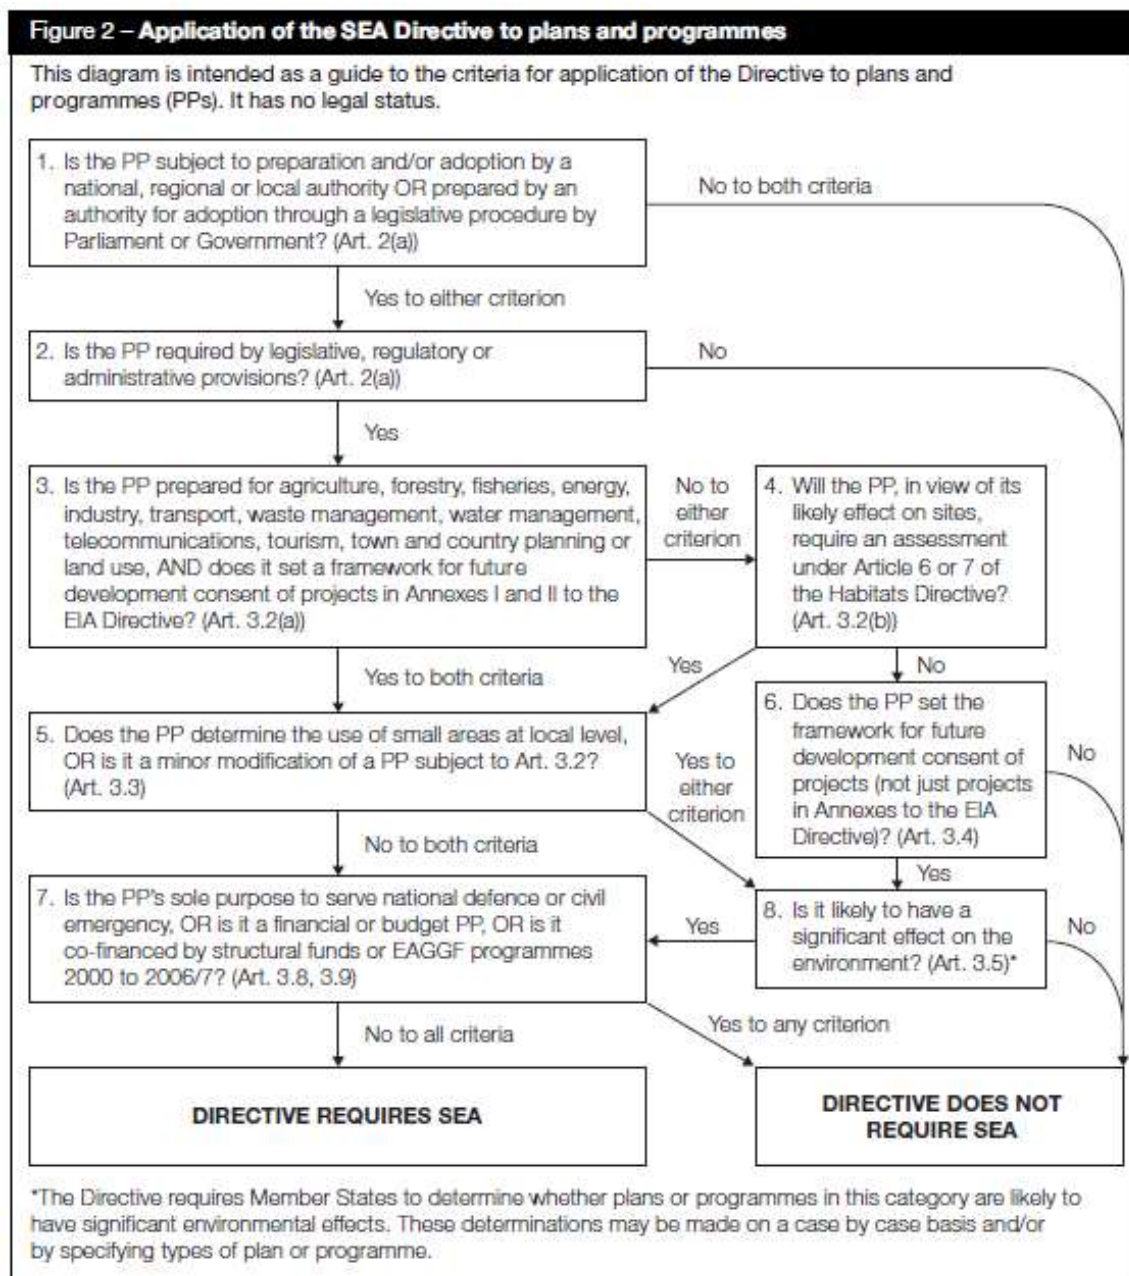 Figure 2 – Application of the SEA Directive to plans and programmes
This diagram is intended as a guide to the criteria for application of the Directive to plans and
programmes (PPs). It has no legal status.
1. Is the PP subject to preparation and/or adoption by a
national, regional or local authority OR prepared by an
authority for adoption through a legislative procedure by
Parliament or Government? (Art. 2(a))
No to both criteria
Yes to either criterion
2. Is the PP required by legislative, regulatory or
administrative provisions? (Art. 2(a))
No
Yes
3. Is the PP prepared for agriculture, forestry, fisheries, energy,
industry, transport, waste management, water management,
telecommunications, tourism, town and country planning or
land use, AND does it set a framework for future
development consent of projects in Annexes I and II to the
EIA Directive? (Art. 3.2(a))
No to
either
criterion
4. Will the PP, in view of its
likely effect on sites,
require an assessment
under Article 6 or 7 of
the Habitats Directive?
(Art. 3.2(b))
Yes to both criteria
Yes
No
5. Does the PP determine the use of small areas at local level,
OR is it a minor modification of a PP subject to Art. 3.2?
(Art. 3.3)
Yes to
either
criterion
6. Does the PP set the
framework for future
development consent of
projects (not just projects
in Annexes to the EIA
Directive)? (Art. 3.4)
No
No to both criteria
Yes
7. Is the PP's sole purpose to serve national defence or civil
emergency, OR is it a financial or budget PP, OR is it
co-financed by structural funds or EAGGF programmes
2000 to 2006/7? (Art. 3.8, 3.9)
Yes
8. Is it likely to have a
significant effect on the
environment? (Art. 3.5)*
No
No to all criteria
Yes to any criterion
DIRECTIVE REQUIRES SEA
DIRECTIVE DOES NOT
REQUIRE SEA
*The Directive requires Member States to determine whether plans or programmes in this category are likely to
have significant environmental effects. These determinations may be made on a case by case basis and/or
by specifying types of plan or programme.